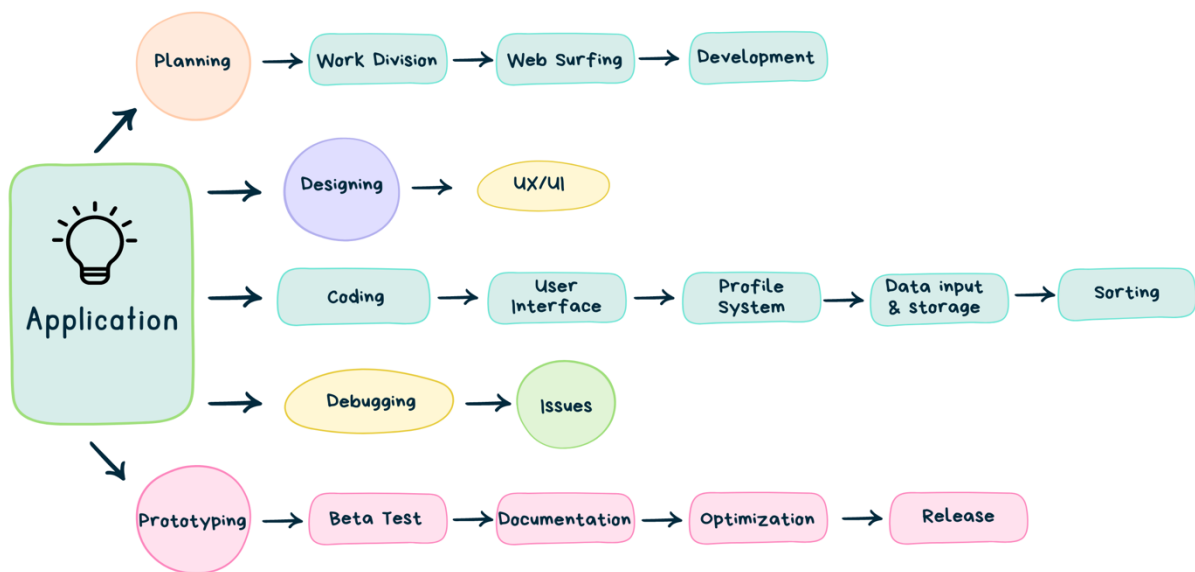 Planning
Work Division
Web Surfing
Development
Designing
UX/UI
Application
Coding
User
Interface
Profile
System
Data input
& storage
Sorting
Debugging
Issues
Prototyping
Beta Test
Documentation
Optimization
Release